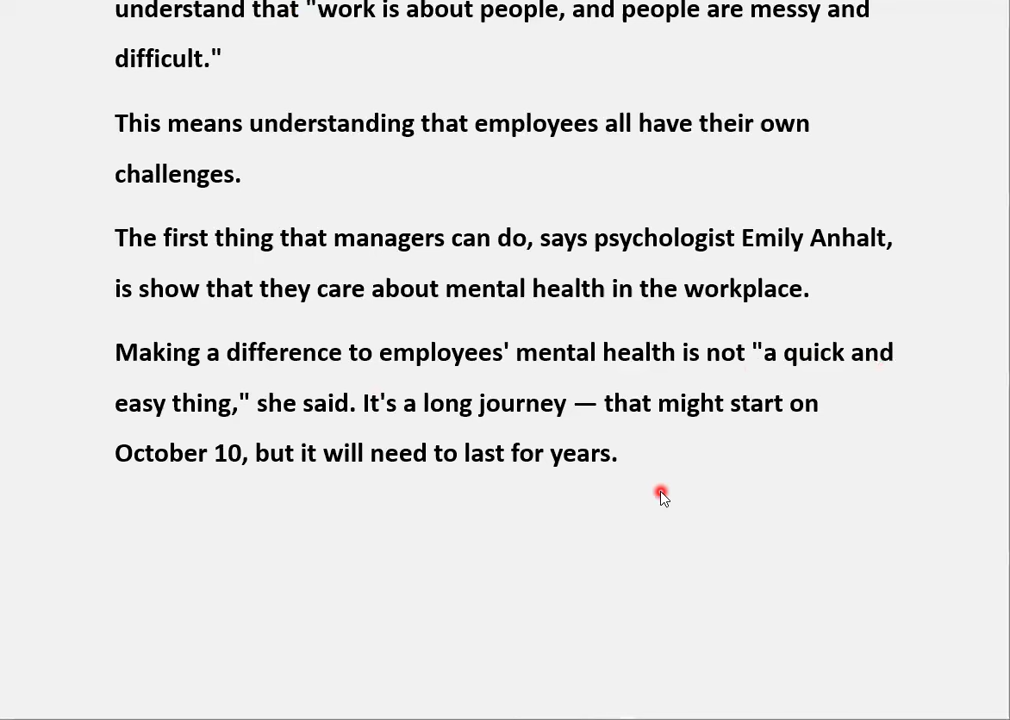 understand that "work is about people, and people are messy and
difficult."
This means understanding that employees all have their own
challenges.
The first thing that managers can do, says psychologist Emily Anhalt,
is show that they care about mental health in the workplace.
Making a difference to employees' mental health is not "a quick and
easy thing," she said. It's a long journey — that might start on
October 10, but it will need to last for years.